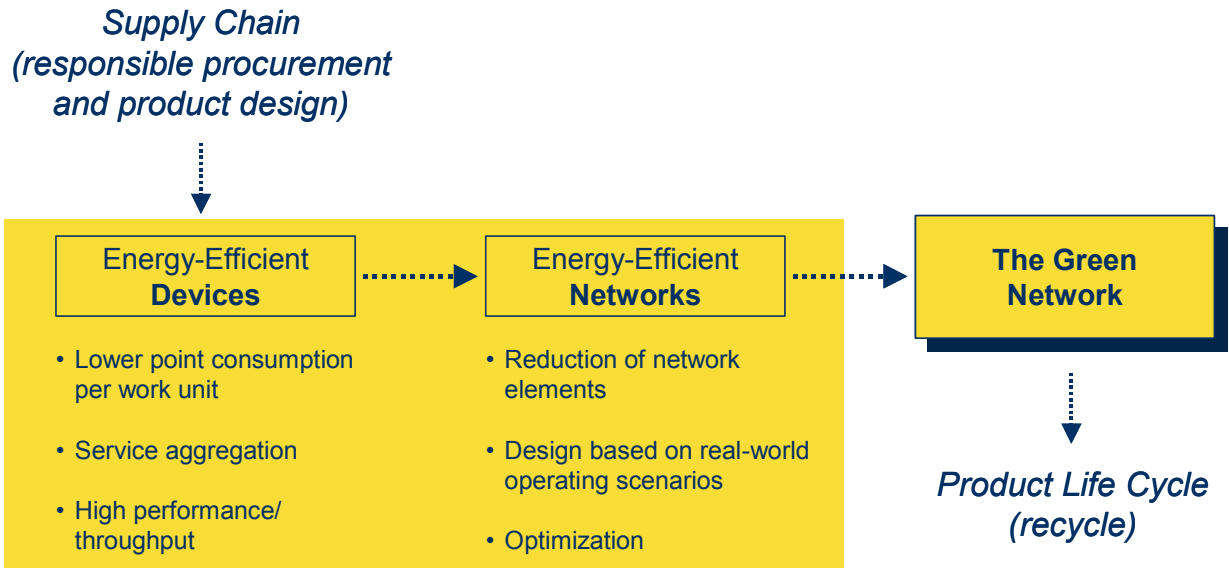 Supply Chain
(responsible procurement
and product design)
Energy-Efficient
Devices
• Lower point consumption
per work unit
• Service aggregation
• High performance/
throughput
Energy-Efficient
Networks
• Reduction of network
elements
• Design based on real-world
operating scenarios
• Optimization
The Green
Network
Product Life Cycle
(recycle)